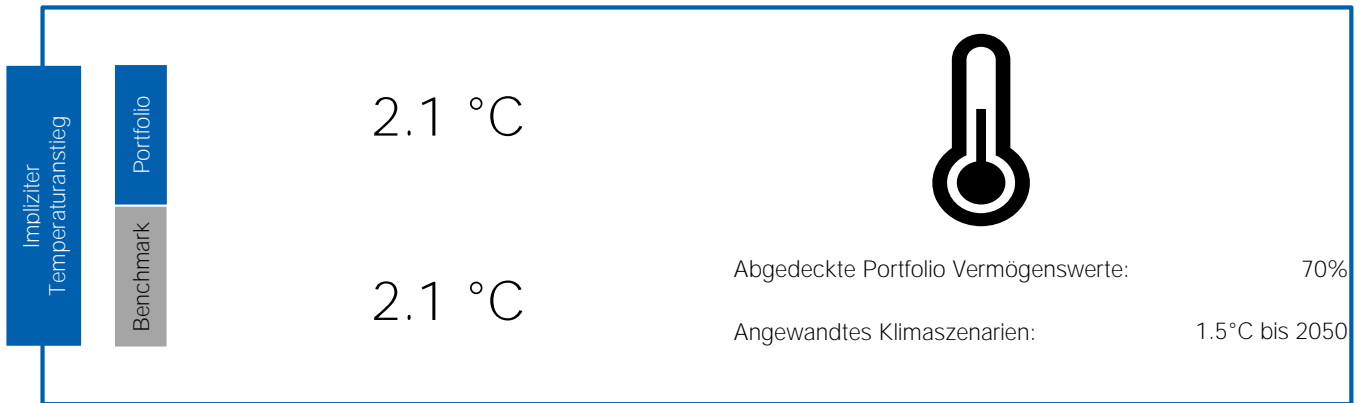 Impliziter
Temperaturanstieg
Portfolio
2.1 °C
Benchmark
2.1 °C
Abgedeckte Portfolio Vermögenswerte: 70%
Angewandtes Klimaszenarien: 1.5°C bis 2050